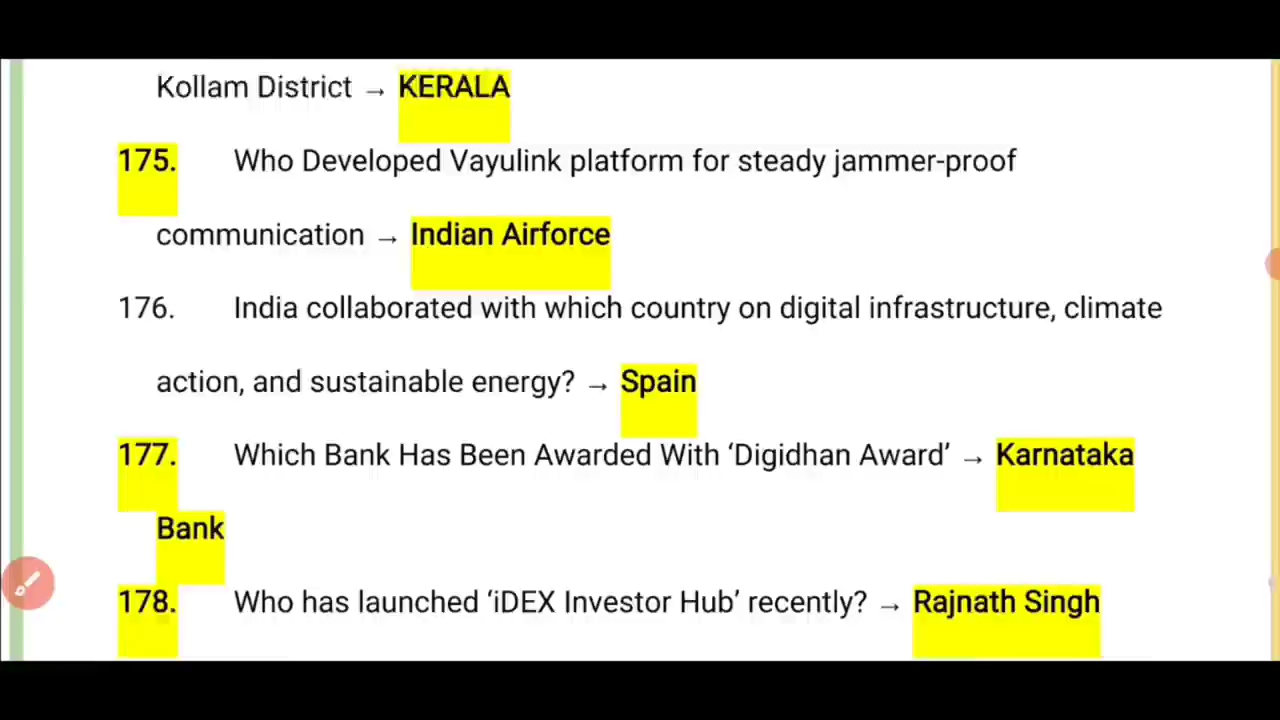 Kollam District → KERALA
175. Who Developed Vayulink platform for steady jammer-proof
communication → Indian Airforce
176. India collaborated with which country on digital infrastructure, climate
action, and sustainable energy? → Spain
177. Which Bank Has Been Awarded With ‘Digidhan Award’ → Karnataka
Bank
178. Who has launched ‘iDEX Investor Hub’ recently? → Rajnath Singh